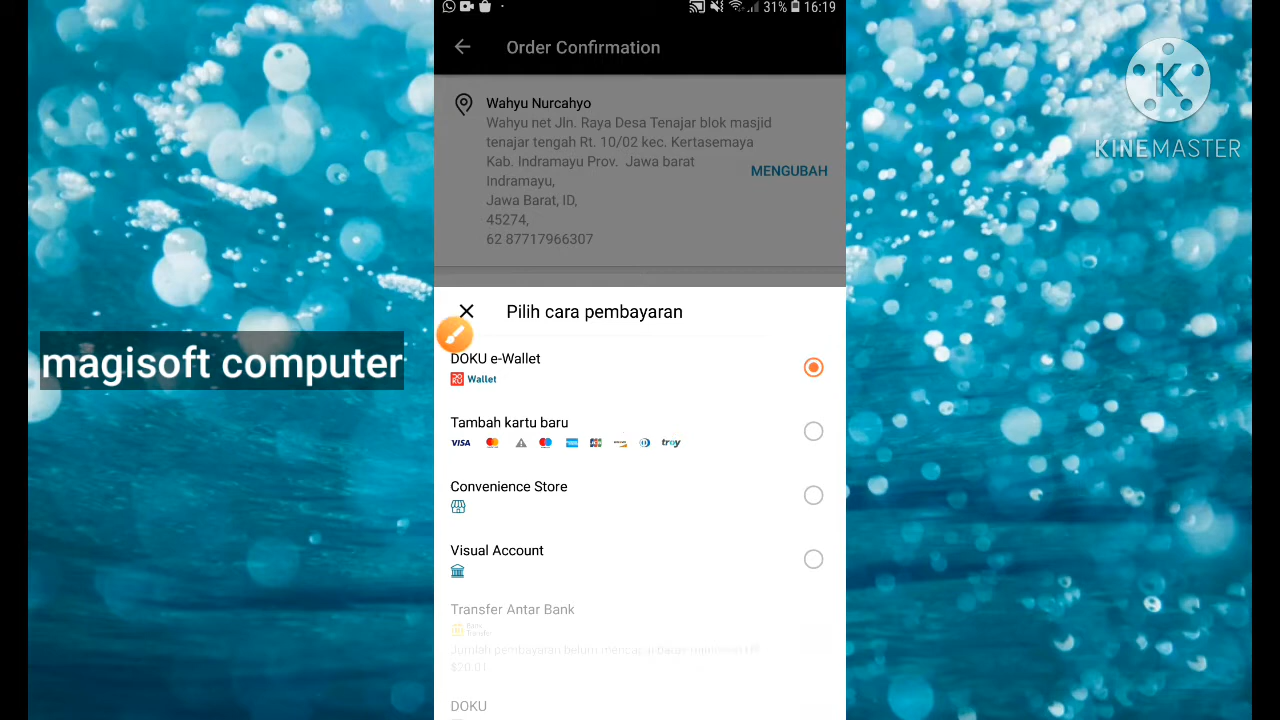 31% 16:19
Order Confirmation
Wahyu Nurcahyo
Wahyu net Jln. Raya Desa Tenajar blok masjid
tenajar tengah Rt. 10/02 kec. Kertasemaya
Kab. Indramayu Prov. Jawa barat
MENGUBAH
Indramayu,
Jawa Barat, ID,
45274,
62 87717966307
Pilih cara pembayaran
DOKU e-Wallet
Wallet
Tambah kartu baru
VISA troy
Convenience Store
Visual Account
Transfer Antar Bank
Bank
Transfer
Jumlah pembayaran belum mencapai batas
$20.01
DOKU
magisoft computer
K
KINEMASTER